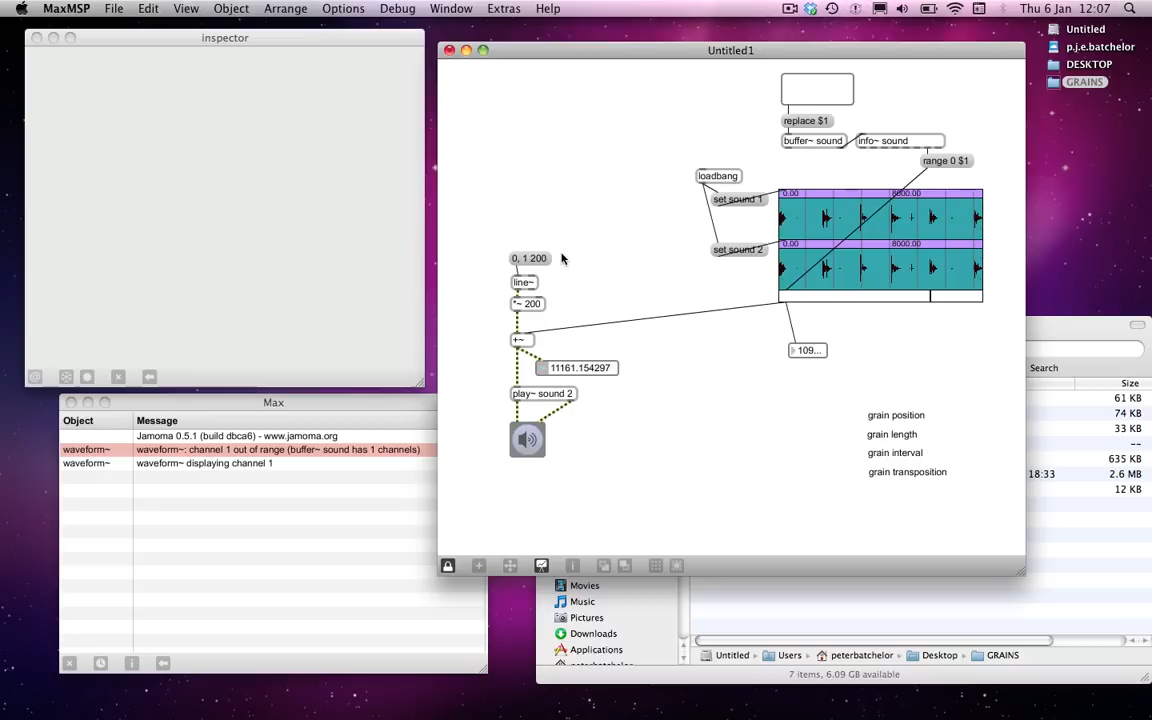 MaxMSP File Edit View Object Arrange Options Debug Window Extras Help Thu 6 Jan 12:07
inspector
Untitled1
Untitled
p.j.e.batchelor
DESKTOP
GRAINS
replace $1
buffer~ sound
info~ sound
range 0 $1
loadbang
set sound 1
set sound 2
0.00 8000.00
0.00 8000.00
0, 1 200
line~
*~ 200
+~
11161.154297
109...
play~ sound 2
grain position
grain length
grain interval
grain transposition
Max
Object Message
Jamoma 0.5.1 (build dbca6) - www.jamoma.org
waveform~ waveform~: channel 1 out of range (buffer~ sound has 1 channels)
waveform~ waveform~ displaying channel 1
Search
Size
61 KB
74 KB
33 KB
--
635 KB
18:33 2.6 MB
12 KB
Movies
Music
Pictures
Downloads
Applications
Untitled Users peterbatchelor Desktop GRAINS
7 items, 6.09 GB available